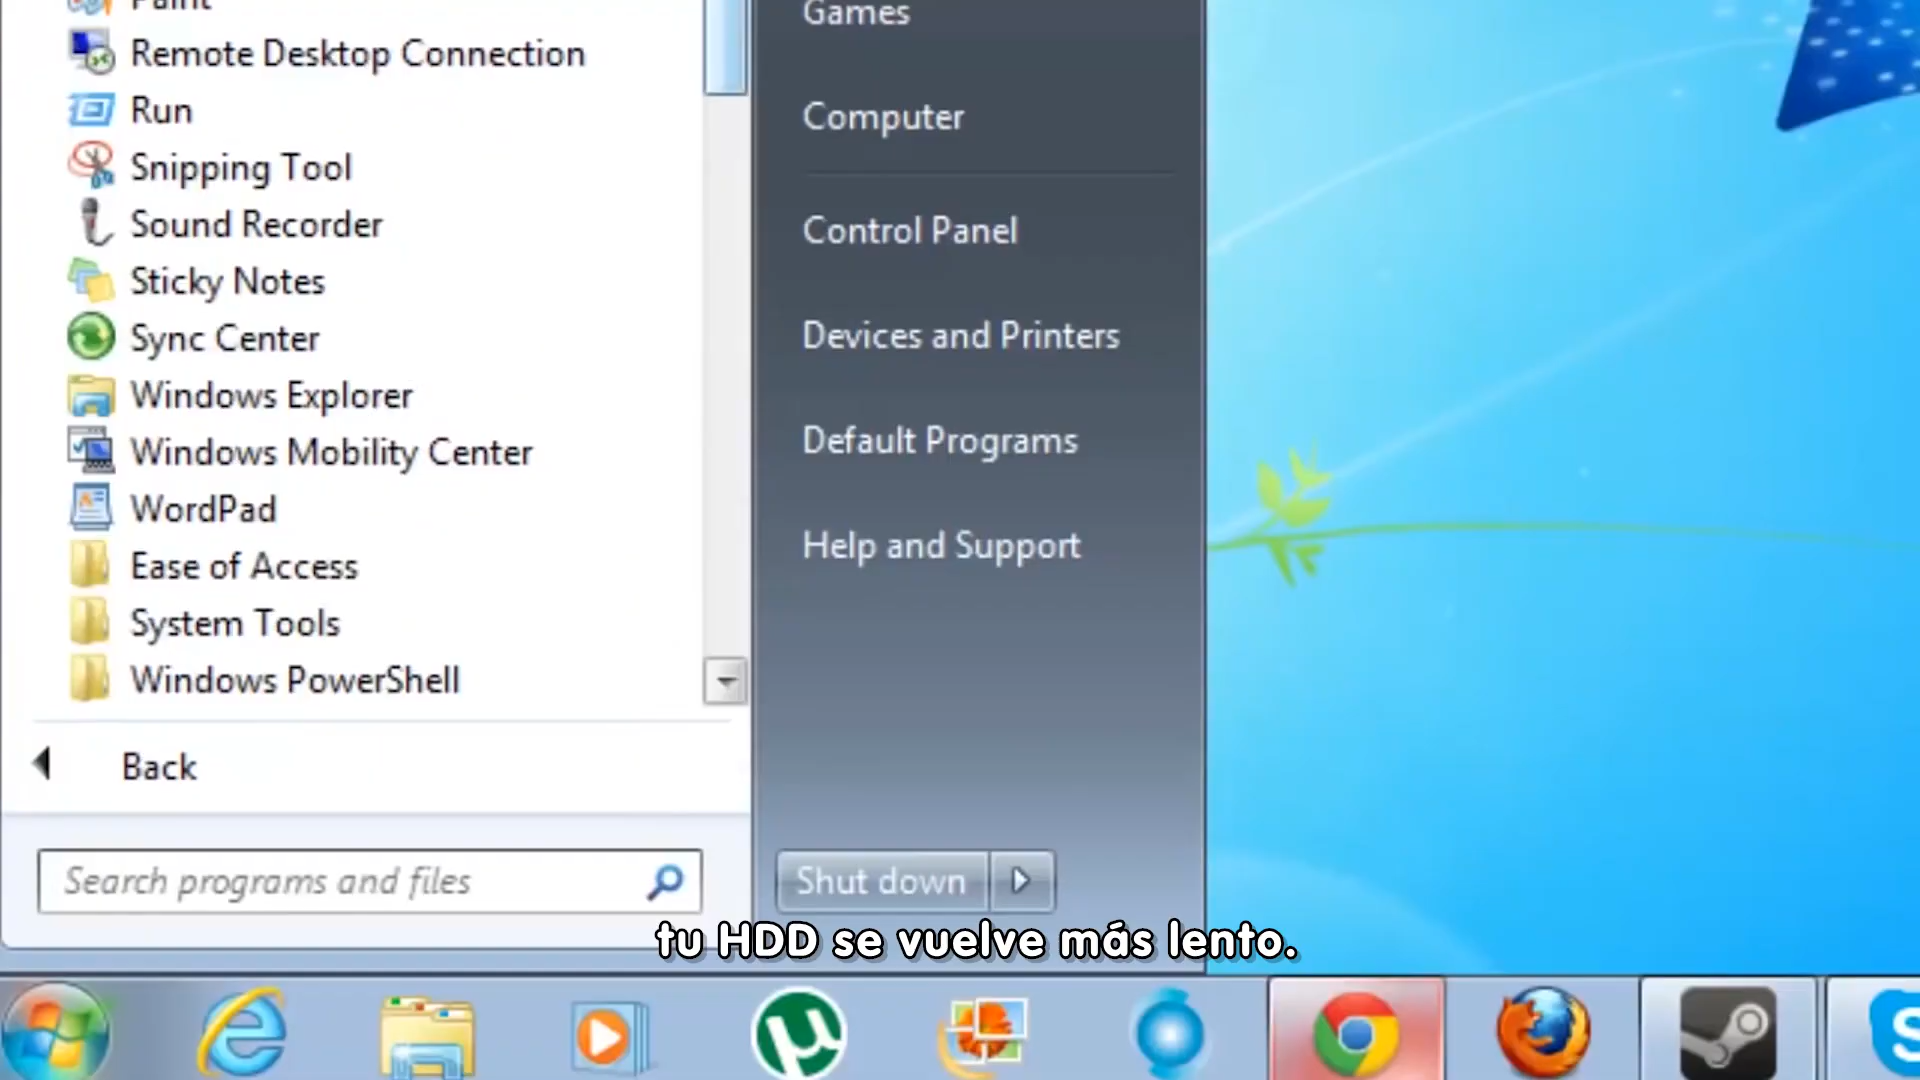 Paint
Remote Desktop Connection
Run
Snipping Tool
Sound Recorder
Sticky Notes
Sync Center
Windows Explorer
Windows Mobility Center
WordPad
Ease of Access
System Tools
Windows PowerShell
Back
Search programs and files
Games
Computer
Control Panel
Devices and Printers
Default Programs
Help and Support
Shut down
tu HDD se vuelve más lento.